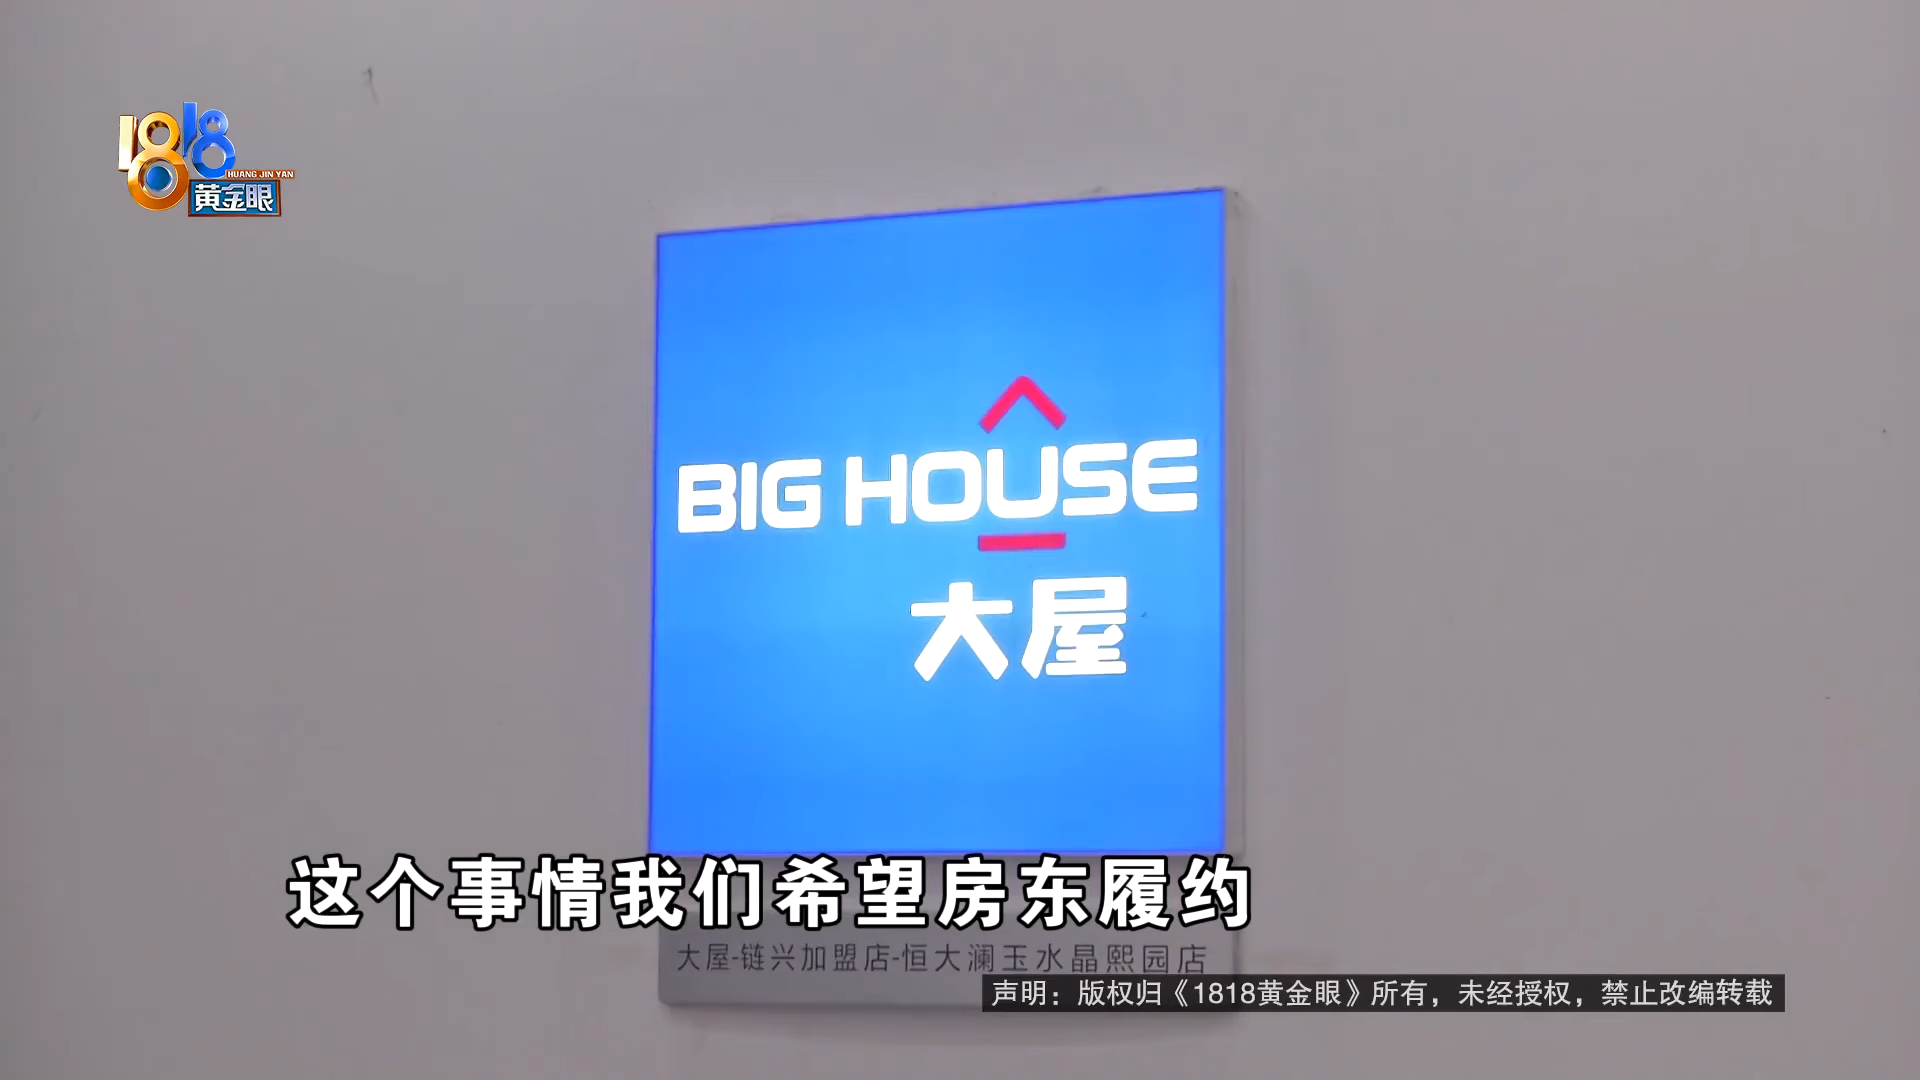 1818
HUANG JIN YAN
黄金眼
BIG HOUSE
大屋
这个事情我们希望房东履约
大屋-链兴加盟店-恒大澜玉水晶熙园店
声明：版权归《1818黄金眼》所有，未经授权，禁止改编转载